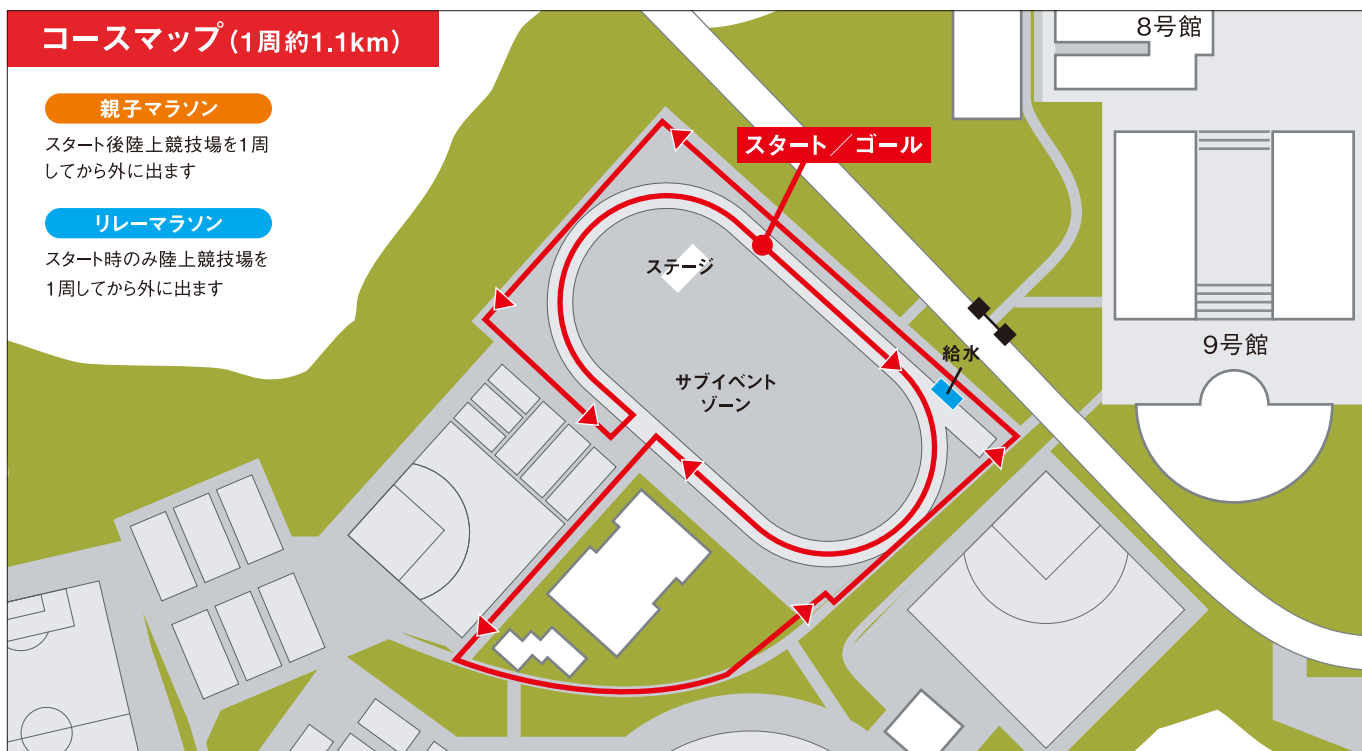 コースマップ(1周約1.1km)
親子マラソン
スタート後陸上競技場を1周
してから外に出ます
リレーマラソン
スタート時のみ陸上競技場を
1周してから外に出ます
8号館
スタート／ゴール
ステージ
給水
9号館
サブイベント
ゾーン